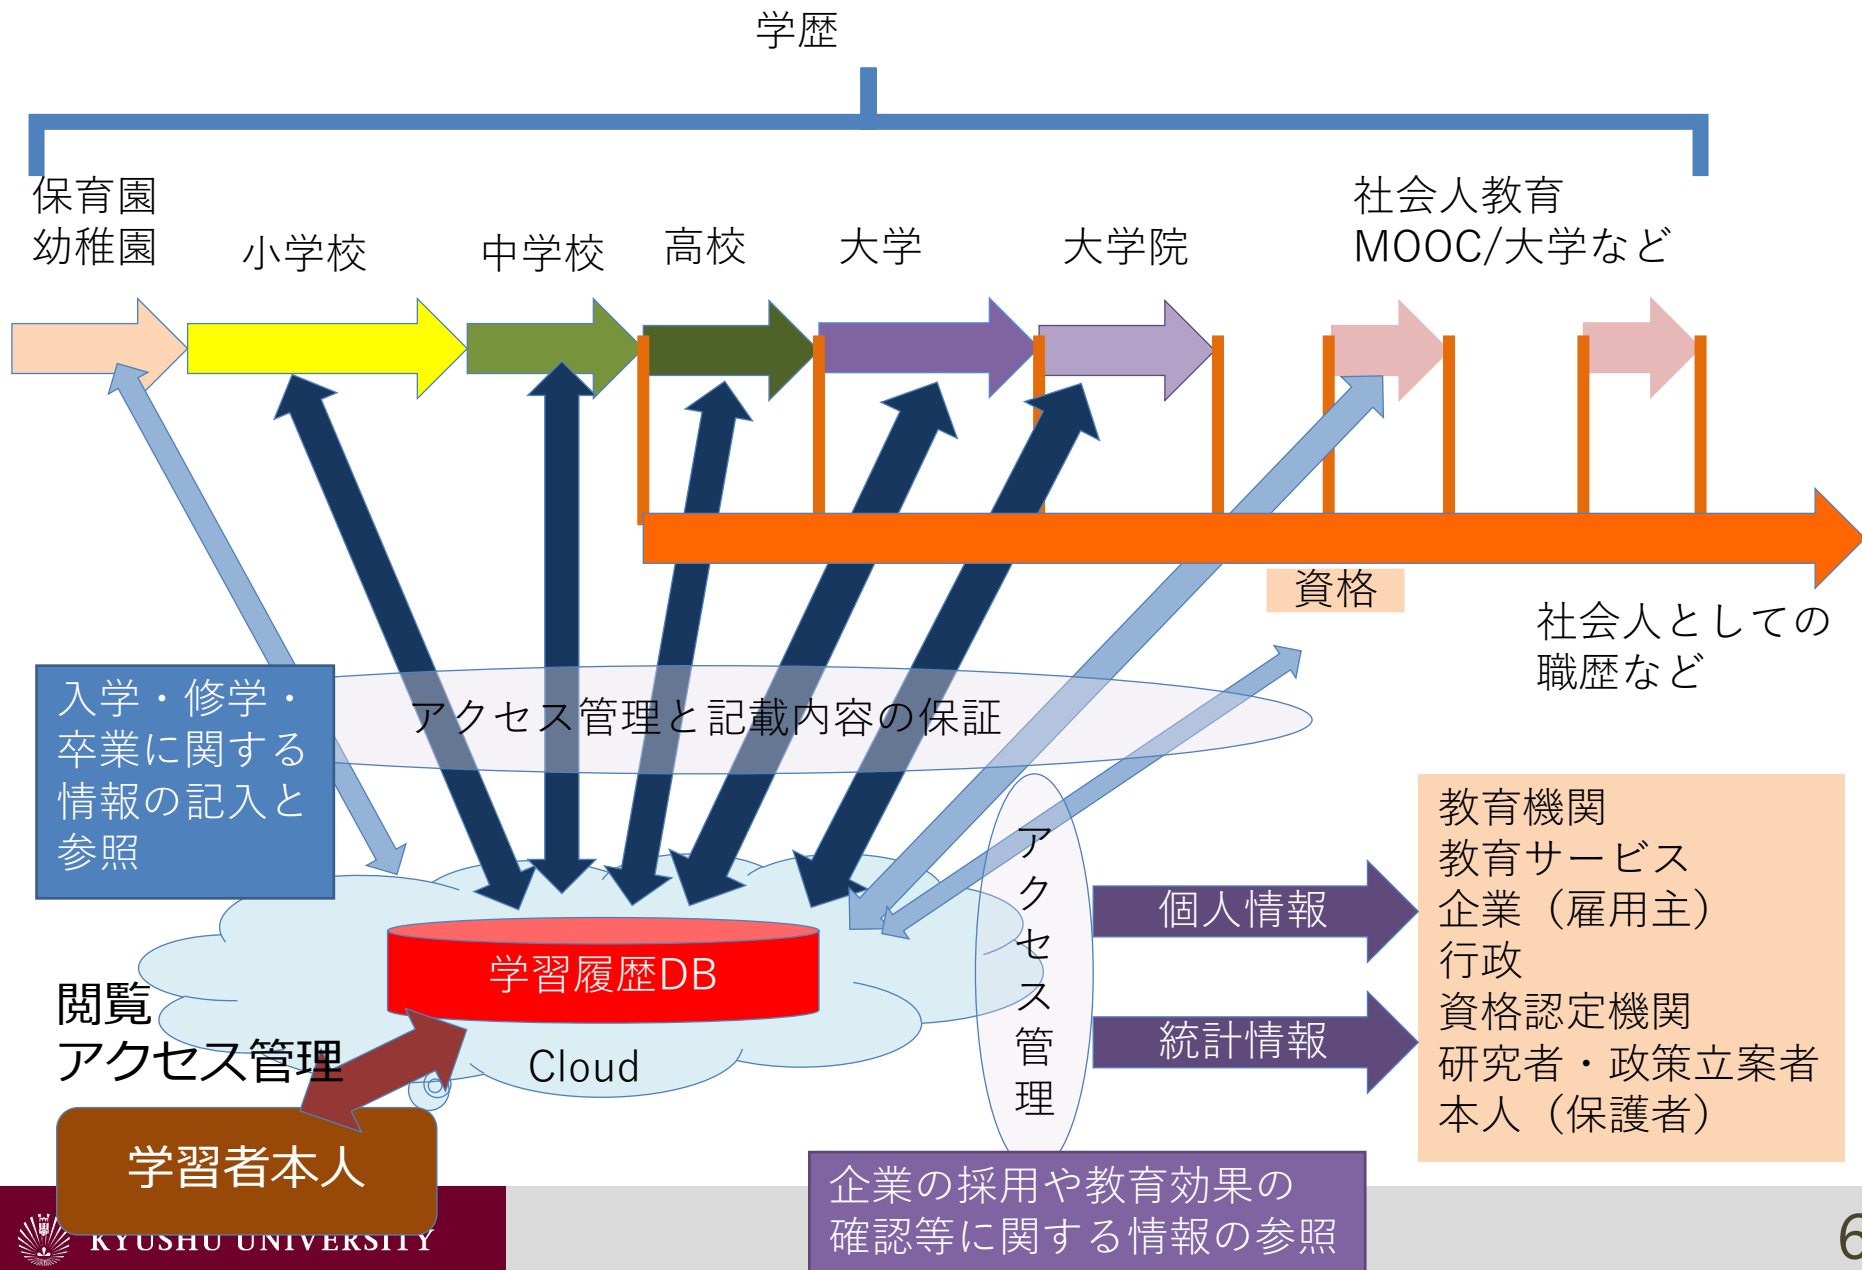 学歴
保育園
幼稚園
小学校
中学校
高校
大学
大学院
社会人教育
MOOC/大学など
資格
社会人としての
職歴など
入学・修学・
卒業に関する
情報の記入と
参照
アクセス管理と記載内容の保証
アクセス管理
個人情報
統計情報
教育機関
教育サービス
企業（雇用主）
行政
資格認定機関
研究者・政策立案者
本人（保護者）
学習履歴DB
Cloud
閲覧
アクセス管理
学習者本人
企業の採用や教育効果の
確認等に関する情報の参照
KYUSHU UNIVERSITY
6